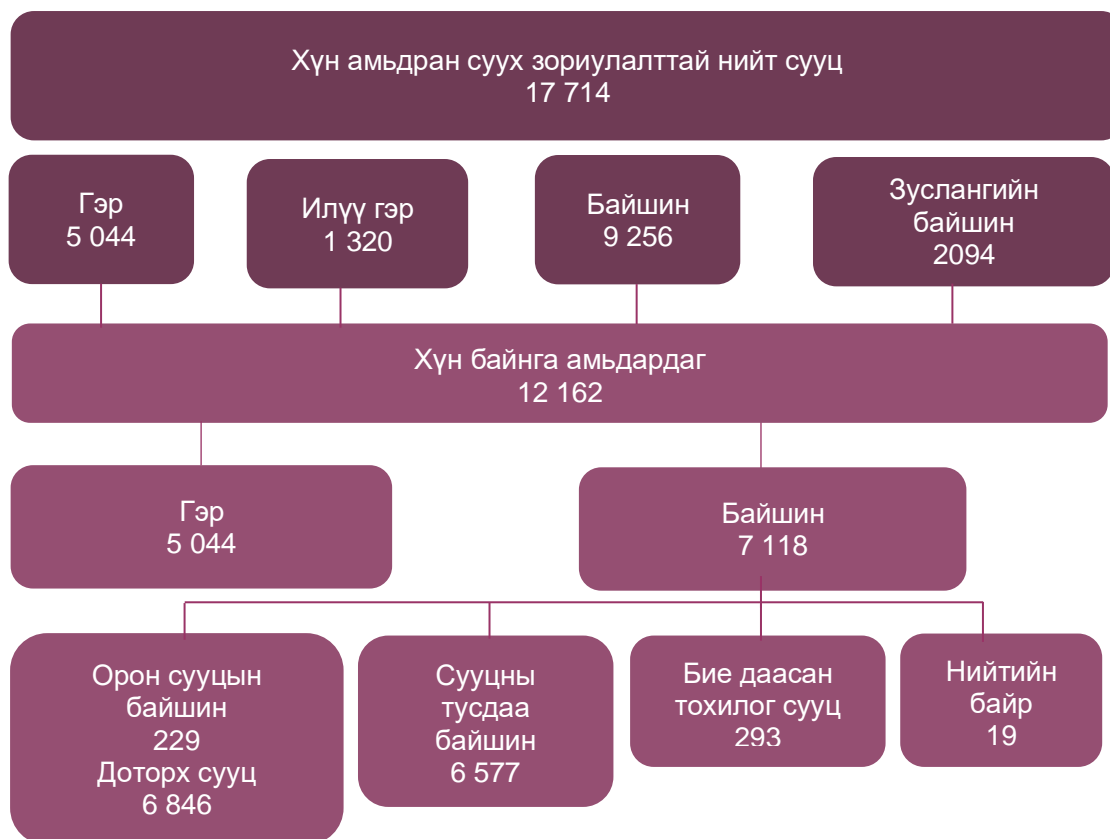 Хүн амьдран суух зориулалттай нийт сууц
17 714
Гэр
5 044
Илүү гэр
1 320
Байшин
9 256
Зуслангийн
байшин
2094
Хүн байнга амьдардаг
12 162
Гэр
5 044
Байшин
7 118
Орон сууцын
байшин
229
Доторх сууц
6 846
Сууцны
тусдаа
байшин
6 577
Бие даасан
тохилог сууц
293
Нийтийн
байр
19